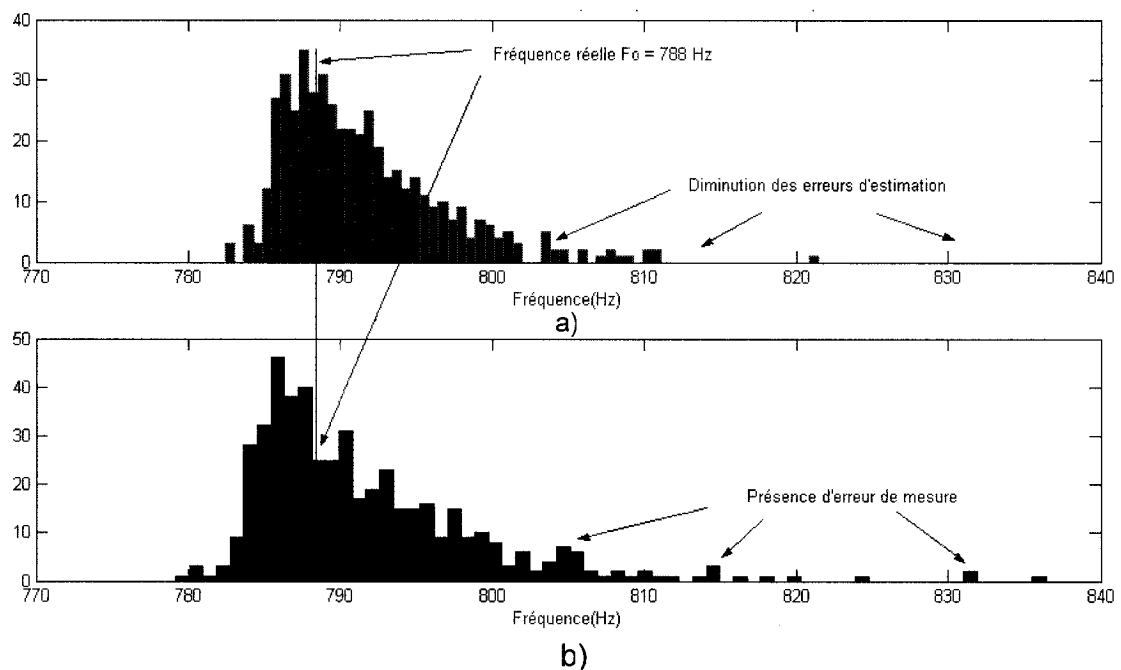 40
30
20
10
0
Fréquence réelle Fo = 788 Hz
Diminution des erreurs d'estimation
770 780 790 800 810 820 830 840
Fréquence(Hz)
a)
50
40
30
20
10
0
Présence d'erreur de mesure
770 780 790 800 810 820 830 840
Fréquence(Hz)
b)